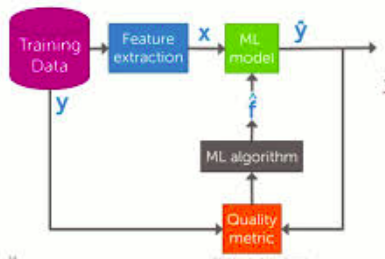 Training
Data
Feature
extraction
x
ML
model
ŷ
y
f̂
ML algorithm
Quality
metric